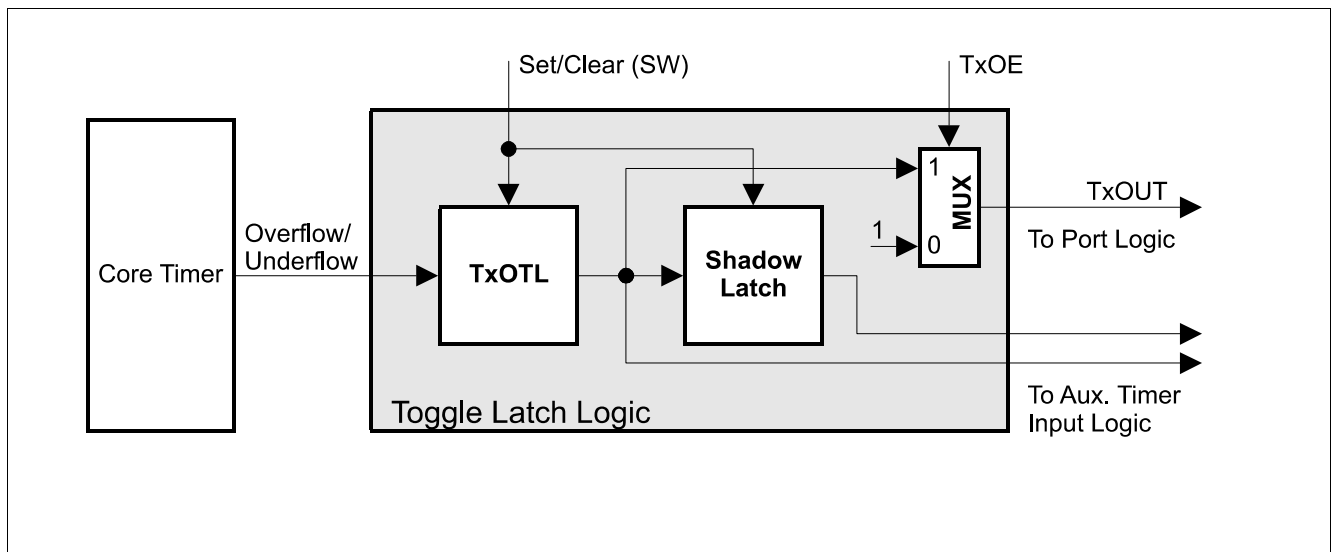 Set/Clear (SW)
TxOE
Core Timer
Overflow/
Underflow
TxOTL
Shadow
Latch
1
0
MUX
1
TxOUT
To Port Logic
To Aux. Timer
Input Logic
Toggle Latch Logic